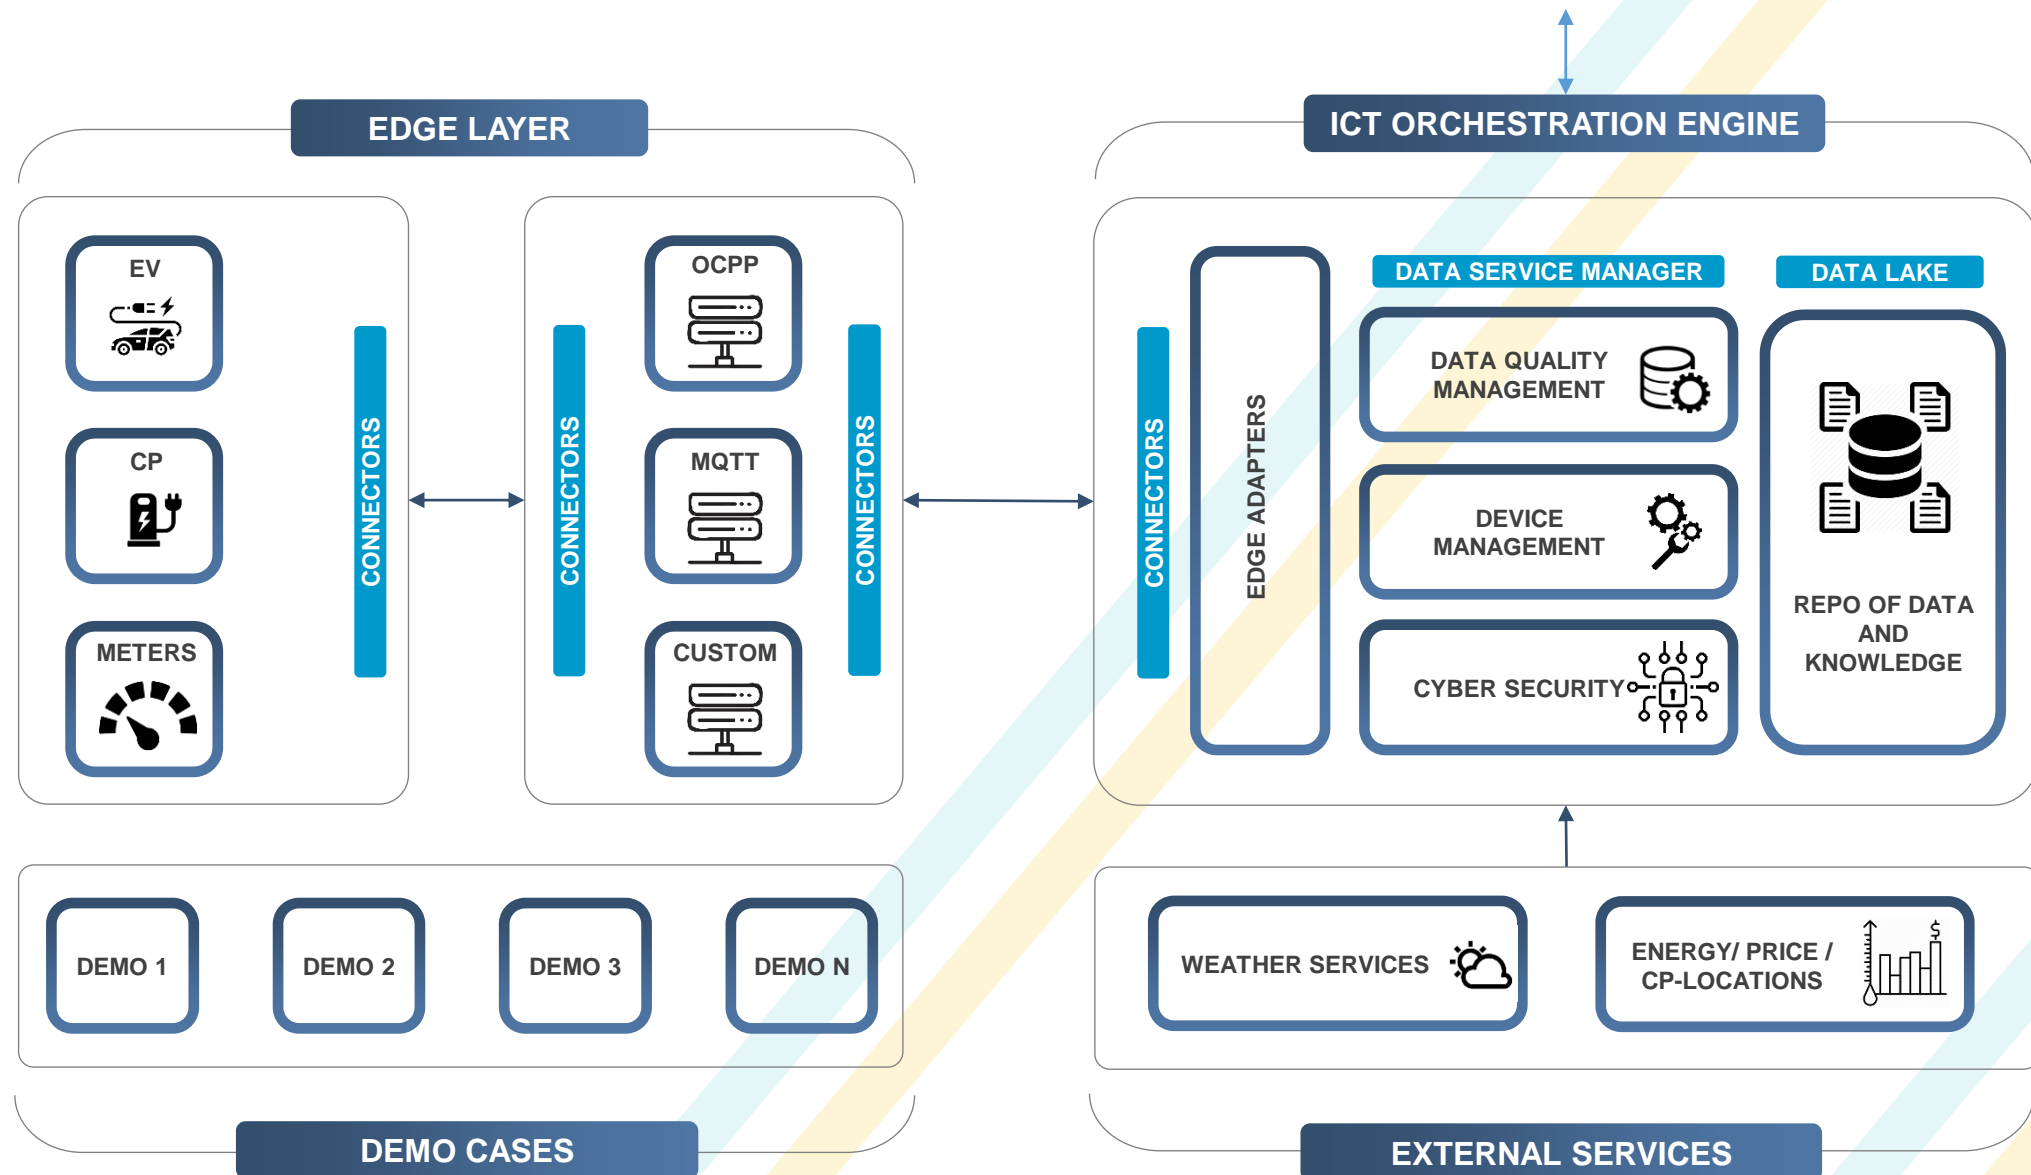 EDGE LAYER
EV
CP
METERS
CONNECTORS
CONNECTORS
OCPP
MQTT
CUSTOM
CONNECTORS
ICT ORCHESTRATION ENGINE
CONNECTORS
EDGE ADAPTERS
DATA SERVICE MANAGER
DATA QUALITY
MANAGEMENT
DEVICE
MANAGEMENT
CYBER SECURITY
DATA LAKE
REPO OF DATA
AND
KNOWLEDGE
DEMO 1
DEMO 2
DEMO 3
DEMO N
DEMO CASES
WEATHER SERVICES
ENERGY/ PRICE /
CP-LOCATIONS
$
EXTERNAL SERVICES